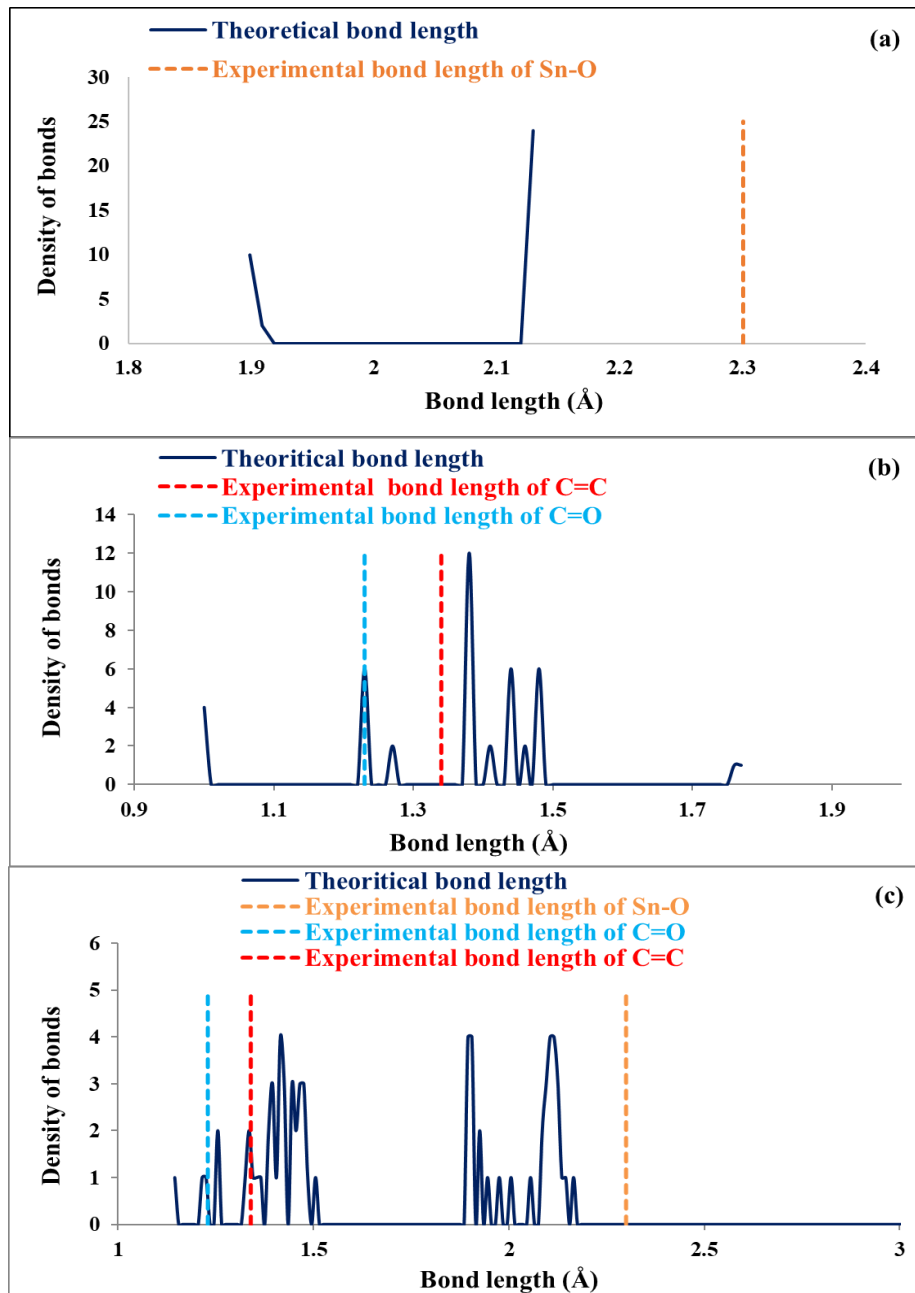 Theoretical bond length
(a)
Experimental bond length of Sn-O
30
25
20
15
10
5
0
Density of bonds
1.8 1.9 2 2.1 2.2 2.3 2.4
Bond length (Å)
Theoritical bond length
(b)
Experimental bond length of C=C
Experimental bond length of C=O
14
12
10
8
6
4
2
0
Density of bonds
0.9 1.1 1.3 1.5 1.7 1.9
Bond length (Å)
Theoritical bond length
(c)
Experimental bond length of Sn-O
Experimental bond length of C=O
Experimental bond length of C=C
6
5
4
3
2
1
0
Density of bonds
1 1.5 2 2.5 3
Bond length (Å)